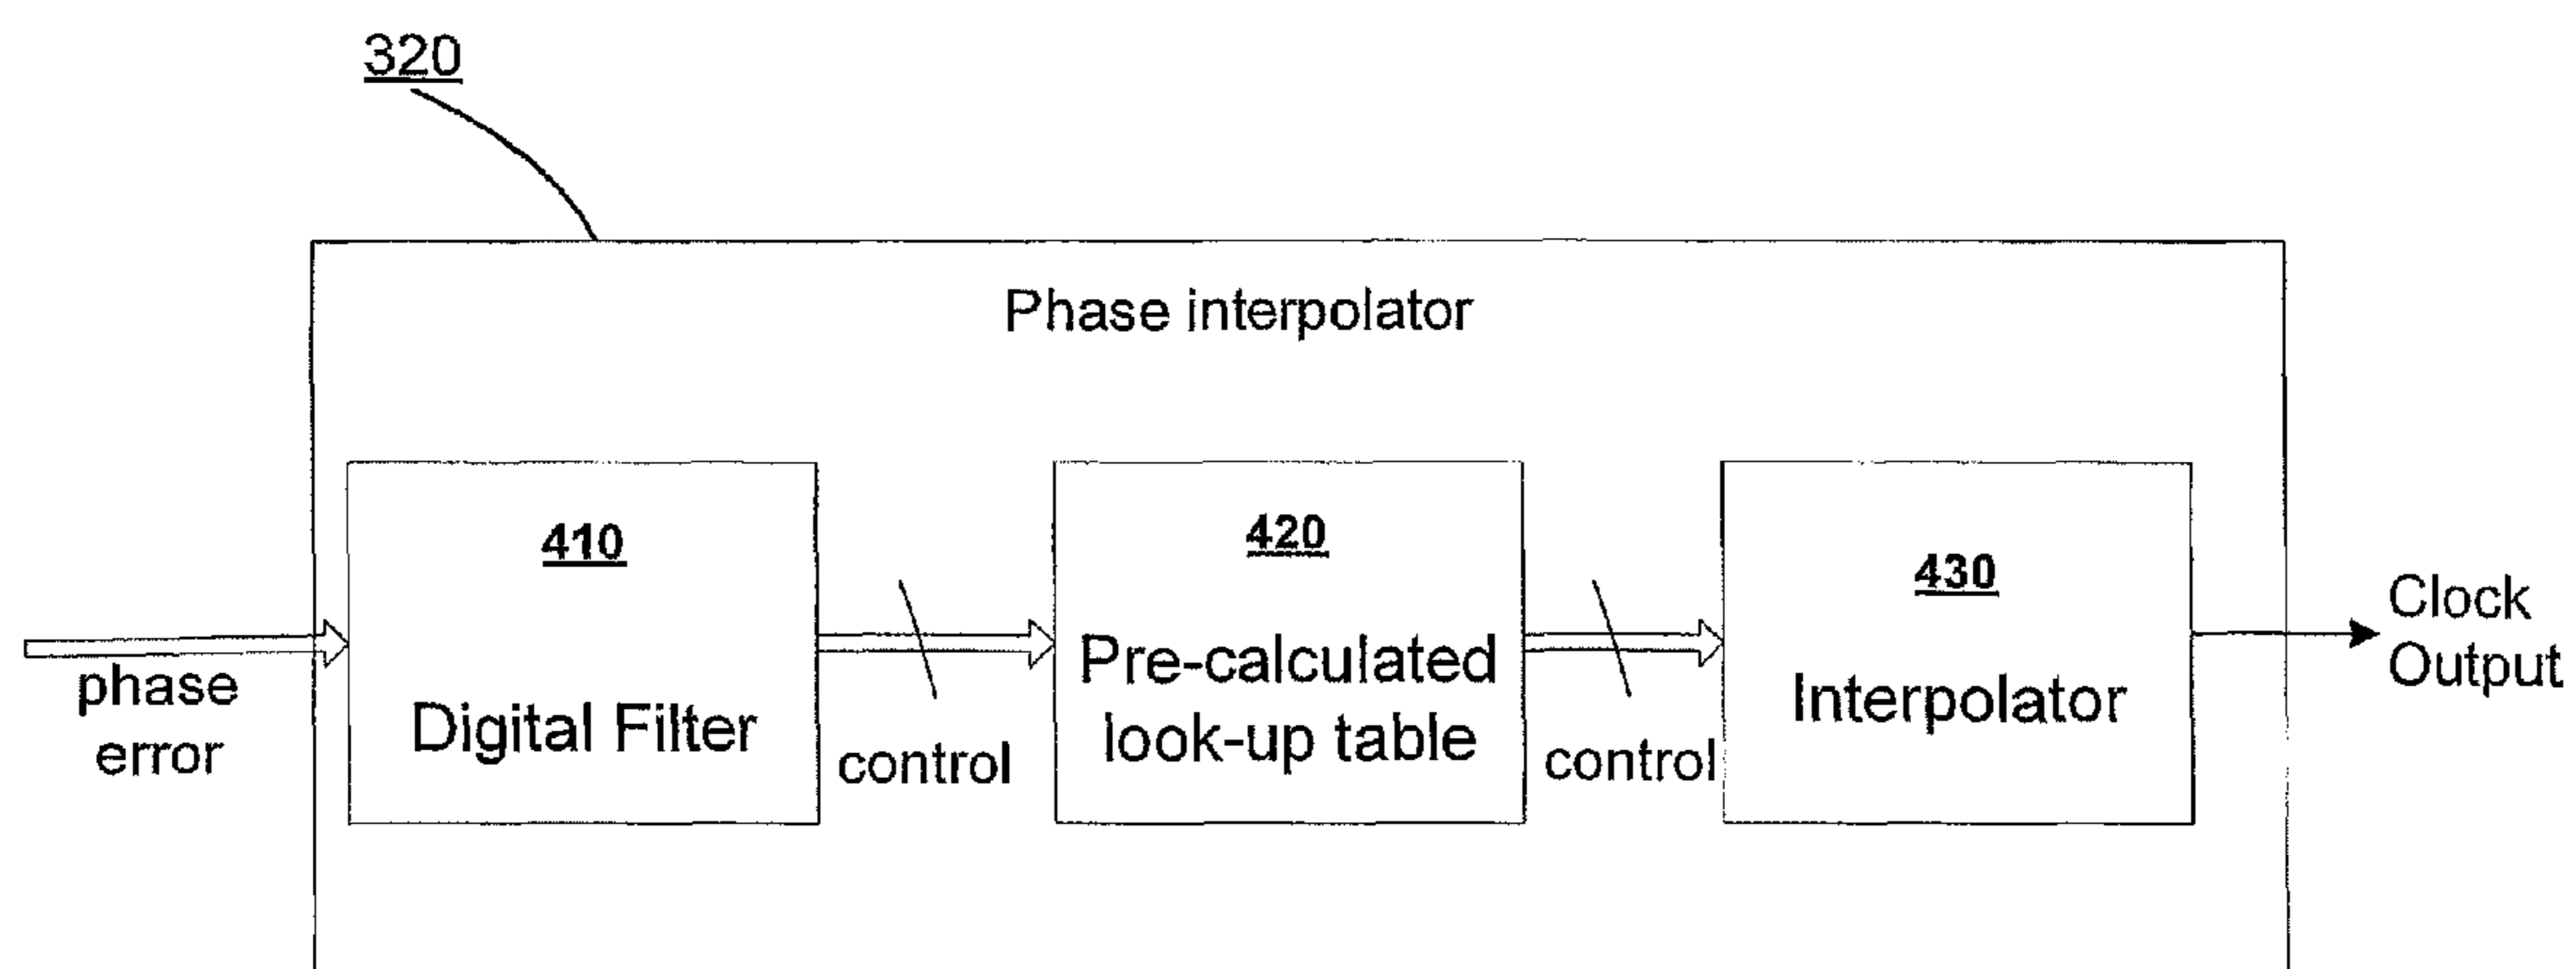 320
Phase interpolator
410
Digital Filter
420
Pre-calculated
look-up table
430
Interpolator
phase
error
control
control
Clock
Output